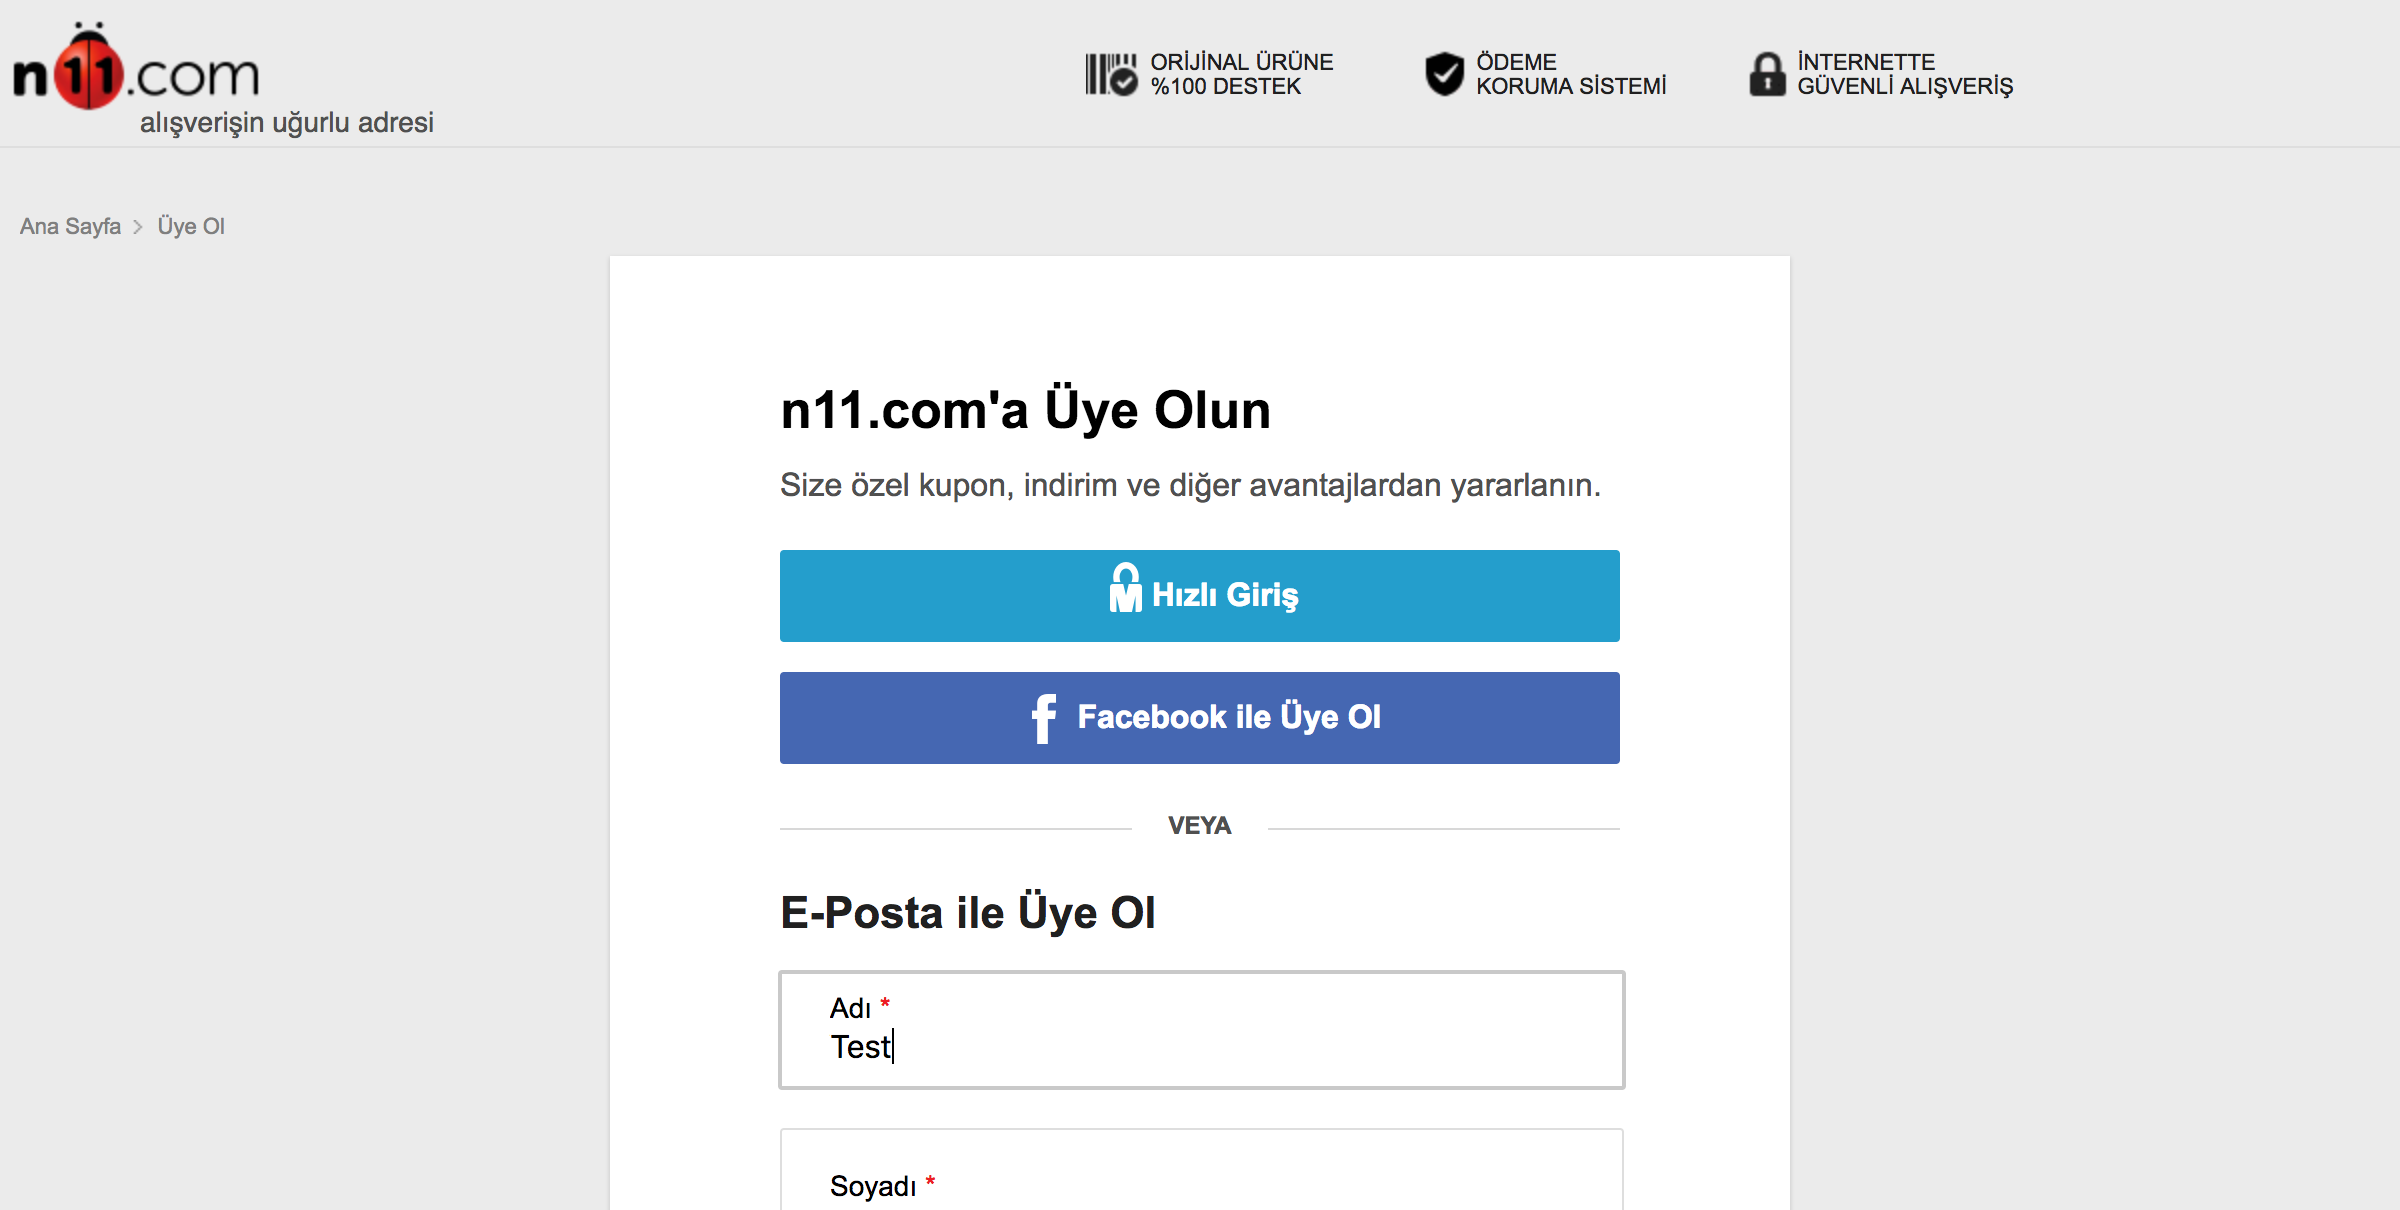 n11.com
alışverişin uğurlu adresi
ORİJİNAL ÜRÜNE
%100 DESTEK
ÖDEME
KORUMA SİSTEMİ
İNTERNETTE
GÜVENLİ ALIŞVERİŞ
Ana Sayfa > Üye Ol
n11.com'a Üye Olun
Size özel kupon, indirim ve diğer avantajlardan yararlanın.
Hızlı Giriş
Facebook ile Üye Ol
VEYA
E-Posta ile Üye Ol
Adı *
Test
Soyadı *